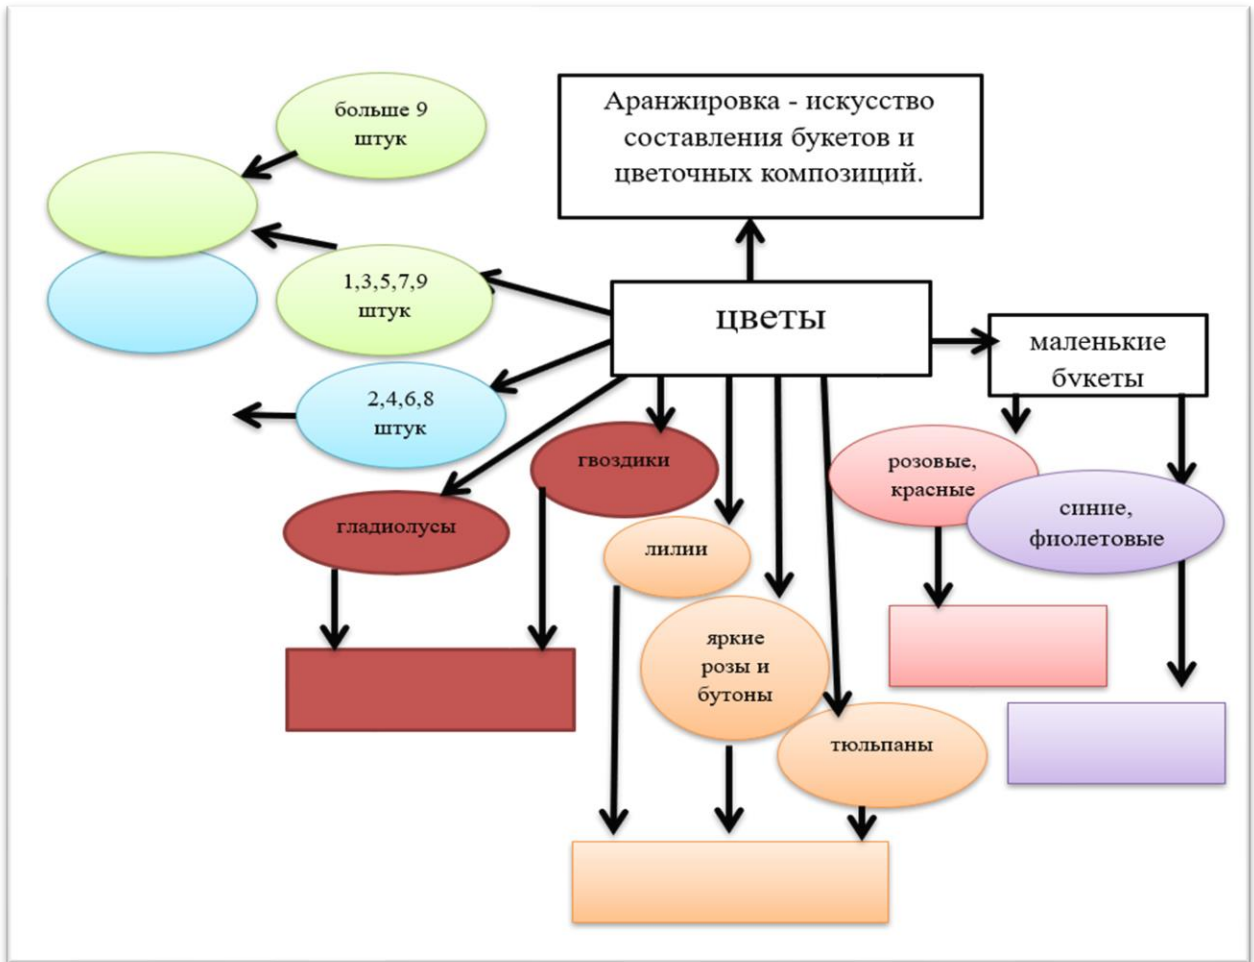 больше 9
штук
Аранжировка - искусство
составления букетов и
цветочных композиций.
1,3,5,7,9
штук
цветы
маленькие
букеты
2,4,6,8
штук
гвоздики
розовые,
красные
синие,
фиолетовые
гладиолусы
лилии
яркие
розы и
бутоны
тюльпаны